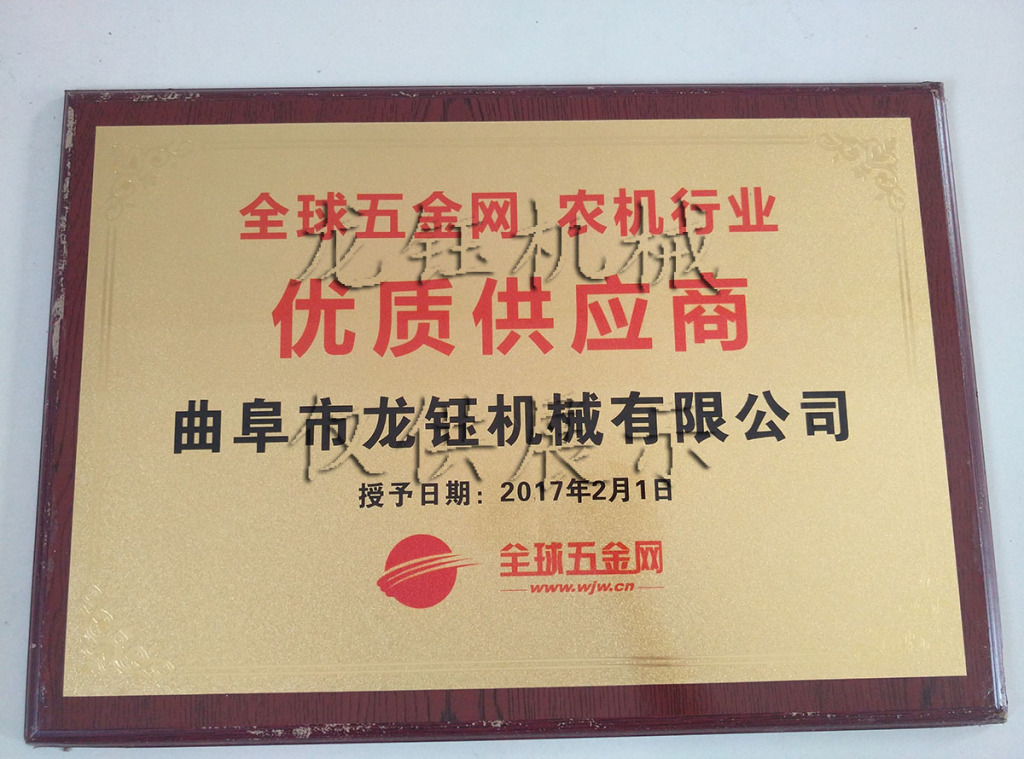 全球五金网 农机行业
龙钰机械
优质供应商
曲阜市龙钰机械有限公司
仅供展示
授予日期：2017年2月1日
全球五金网
www.wjw.cn